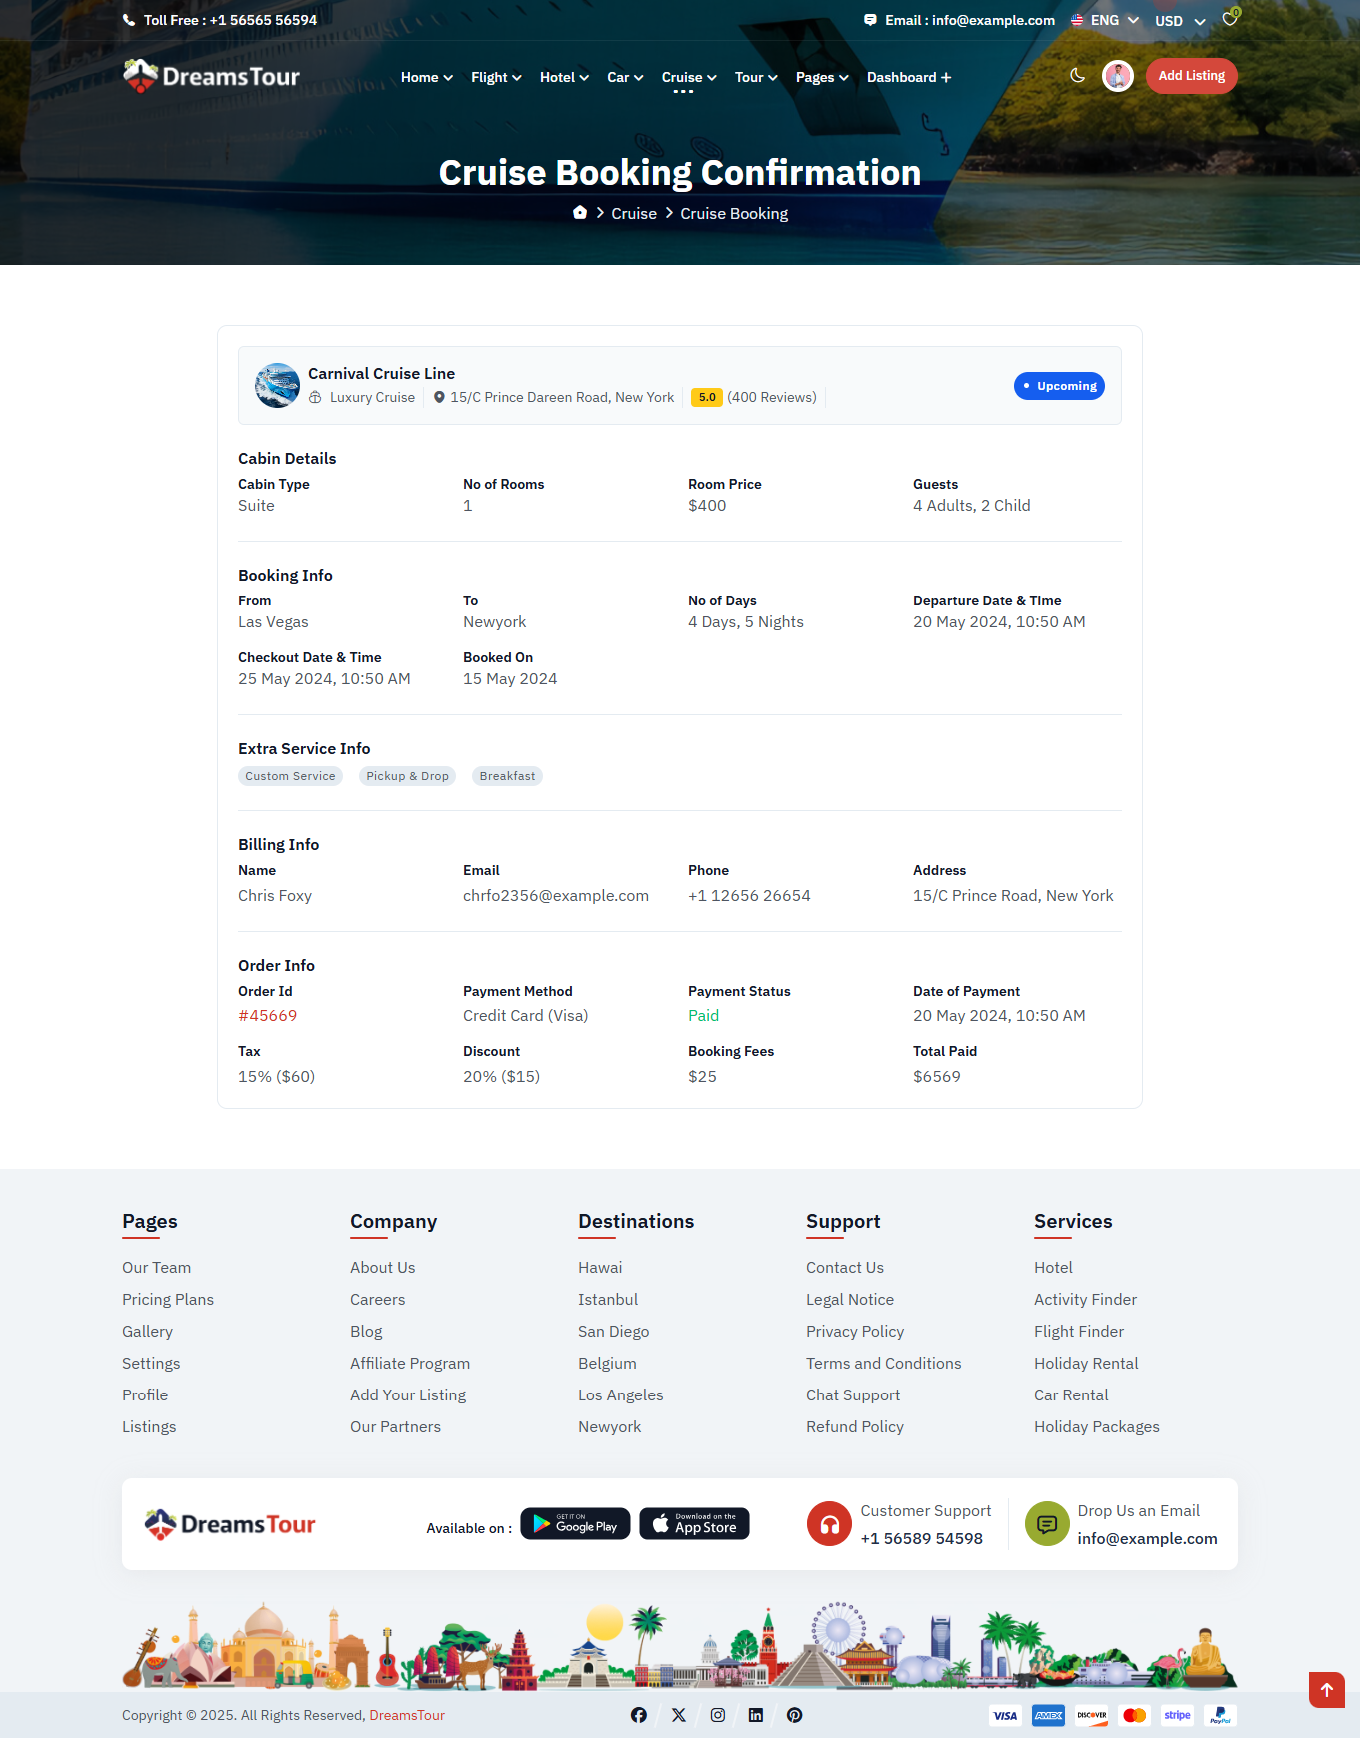 Toll Free : +1 56565 56594
Email : info@example.com
ENG
USD
0
DreamsTour
Home
Flight
Hotel
Car
Cruise
Tour
Pages
Dashboard
Add Listing
Cruise Booking Confirmation
Cruise
Cruise Booking
Carnival Cruise Line
Luxury Cruise
15/C Prince Dareen Road, New York
5.0 (400 Reviews)
Upcoming
Cabin Details
Cabin Type
No of Rooms
Room Price
Guests
Suite
1
$400
4 Adults, 2 Child
Booking Info
From
To
No of Days
Departure Date & TIme
Las Vegas
Newyork
4 Days, 5 Nights
20 May 2024, 10:50 AM
Checkout Date & Time
Booked On
25 May 2024, 10:50 AM
15 May 2024
Extra Service Info
Custom Service
Pickup & Drop
Breakfast
Billing Info
Name
Email
Phone
Address
Chris Foxy
chrfo2356@example.com
+1 12656 26654
15/C Prince Road, New York
Order Info
Order Id
Payment Method
Payment Status
Date of Payment
#45669
Credit Card (Visa)
Paid
20 May 2024, 10:50 AM
Tax
Discount
Booking Fees
Total Paid
15% ($60)
20% ($15)
$25
$6569
Pages
Our Team
Pricing Plans
Gallery
Settings
Profile
Listings
Company
About Us
Careers
Blog
Affiliate Program
Add Your Listing
Our Partners
Destinations
Hawai
Istanbul
San Diego
Belgium
Los Angeles
Newyork
Support
Contact Us
Legal Notice
Privacy Policy
Terms and Conditions
Chat Support
Refund Policy
Services
Hotel
Activity Finder
Flight Finder
Holiday Rental
Car Rental
Holiday Packages
DreamsTour
Available on :
GET IT ON
Google Play
Download on the
App Store
Customer Support
+1 56589 54598
Drop Us an Email
info@example.com
Copyright © 2025. All Rights Reserved, DreamsTour
VISA
AMEX
DISCOVER
stripe
PayPal